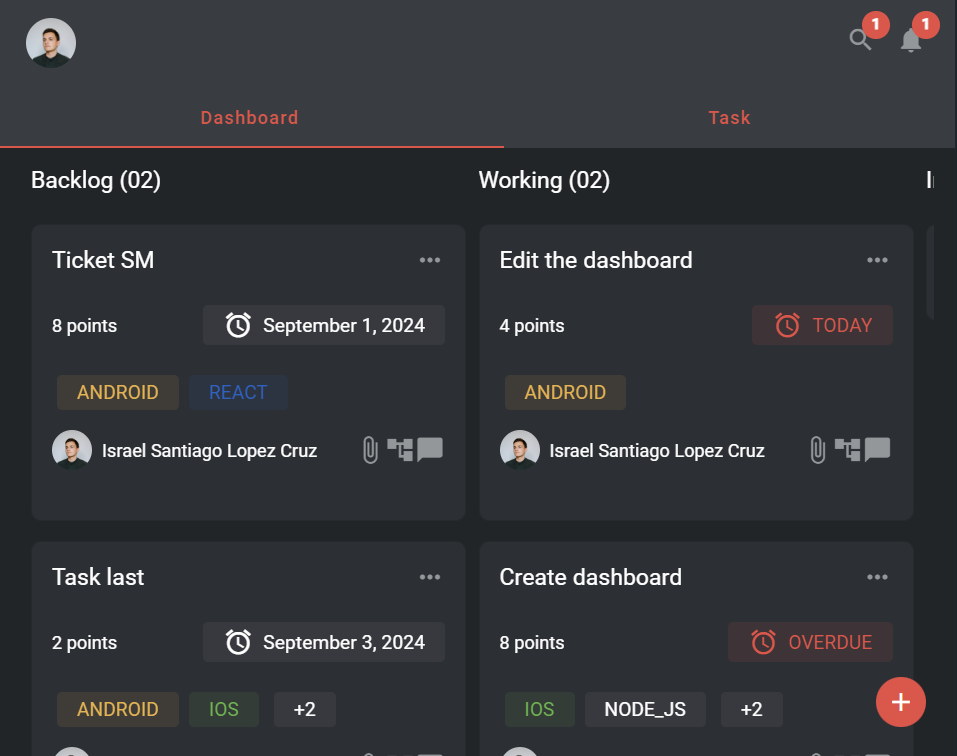 1
1
Dashboard
Task
Backlog (02)
Working (02)
Ticket SM
8 points
September 1, 2024
ANDROID
REACT
Israel Santiago Lopez Cruz
Edit the dashboard
4 points
TODAY
ANDROID
Israel Santiago Lopez Cruz
Task last
2 points
September 3, 2024
ANDROID
IOS
+2
Create dashboard
8 points
OVERDUE
IOS
NODE_JS
+2
+